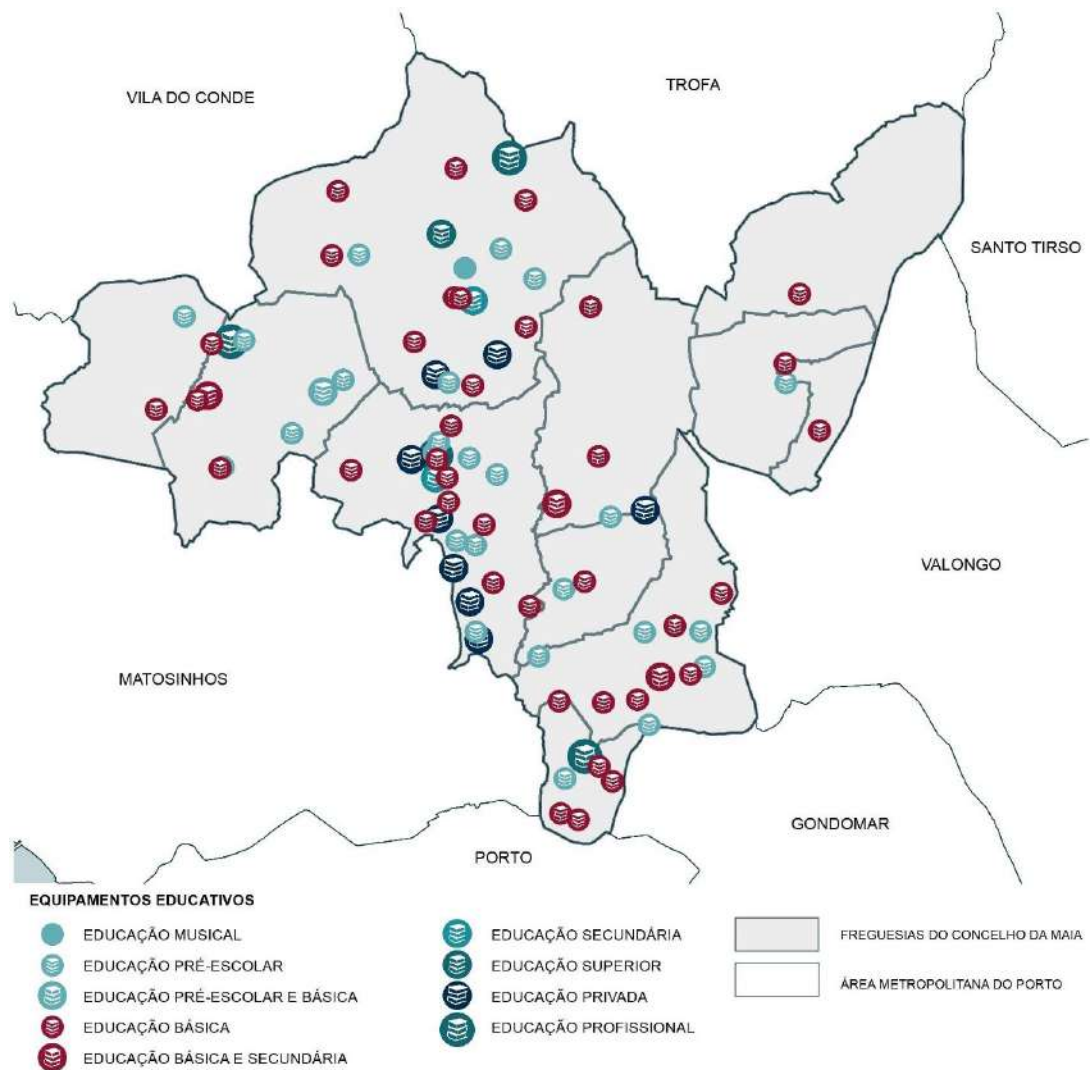 VILA DO CONDE
TROFA
SANTO TIRSO
VALONGO
MATOSINHOS
GONDOMAR
PORTO
EQUIPAMENTOS EDUCATIVOS
EDUCAÇÃO MUSICAL
EDUCAÇÃO PRÉ-ESCOLAR
EDUCAÇÃO PRÉ-ESCOLAR E BÁSICA
EDUCAÇÃO BÁSICA
EDUCAÇÃO BÁSICA E SECUNDÁRIA
EDUCAÇÃO SECUNDÁRIA
EDUCAÇÃO SUPERIOR
EDUCAÇÃO PRIVADA
EDUCAÇÃO PROFISSIONAL
FREGUESIAS DO CONCELHO DA MAIA
ÁREA METROPOLITANA DO PORTO